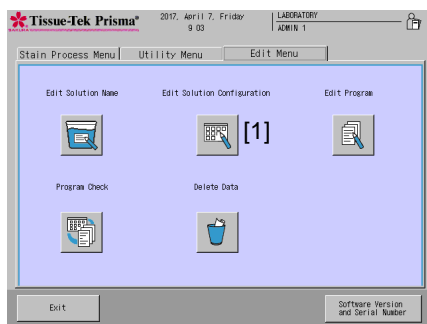 Tissue-Tek Prisma®
2017, April 7, Friday
9 03
LABORATORY
ADMIN 1
Stain Process Menu
Utility Menu
Edit Menu
Edit Solution Name
Edit Solution Configuration
Edit Program
[1]
Program Check
Delete Data
Exit
Software Version
and Serial Number